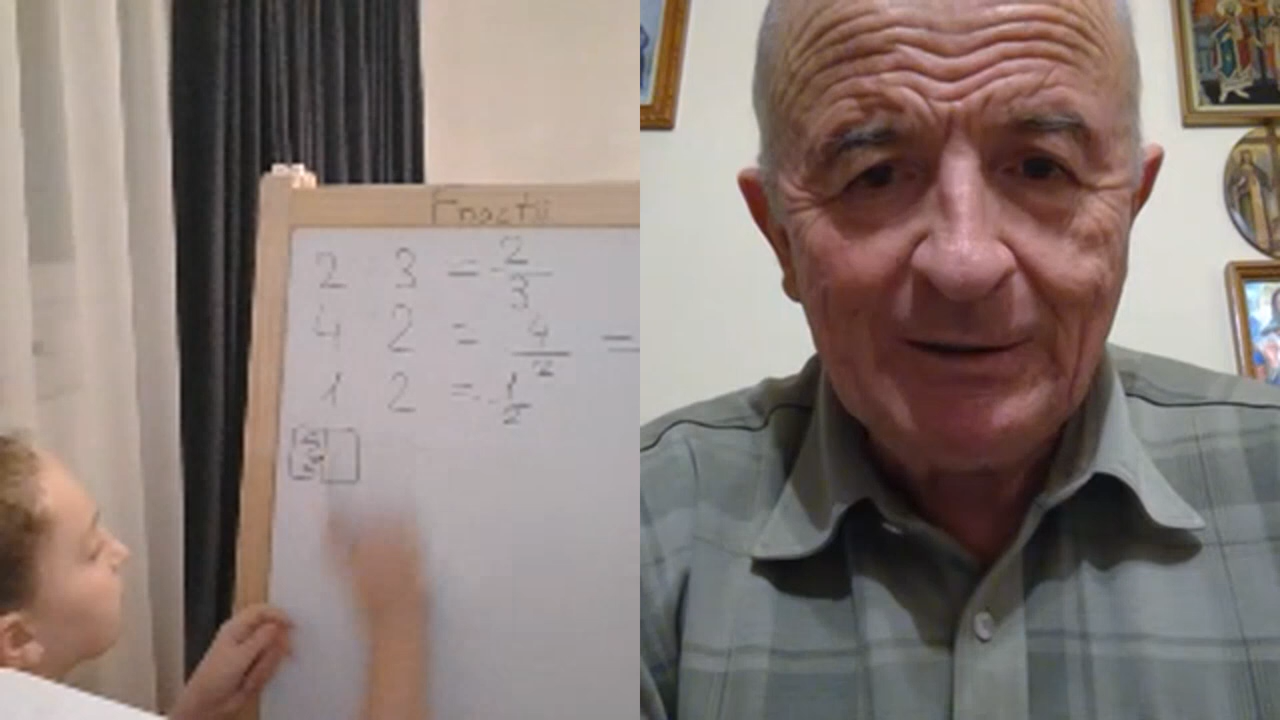 Fracții
2 3 = 2/3
4 2 = 4/2 =
1 2 = 1/2